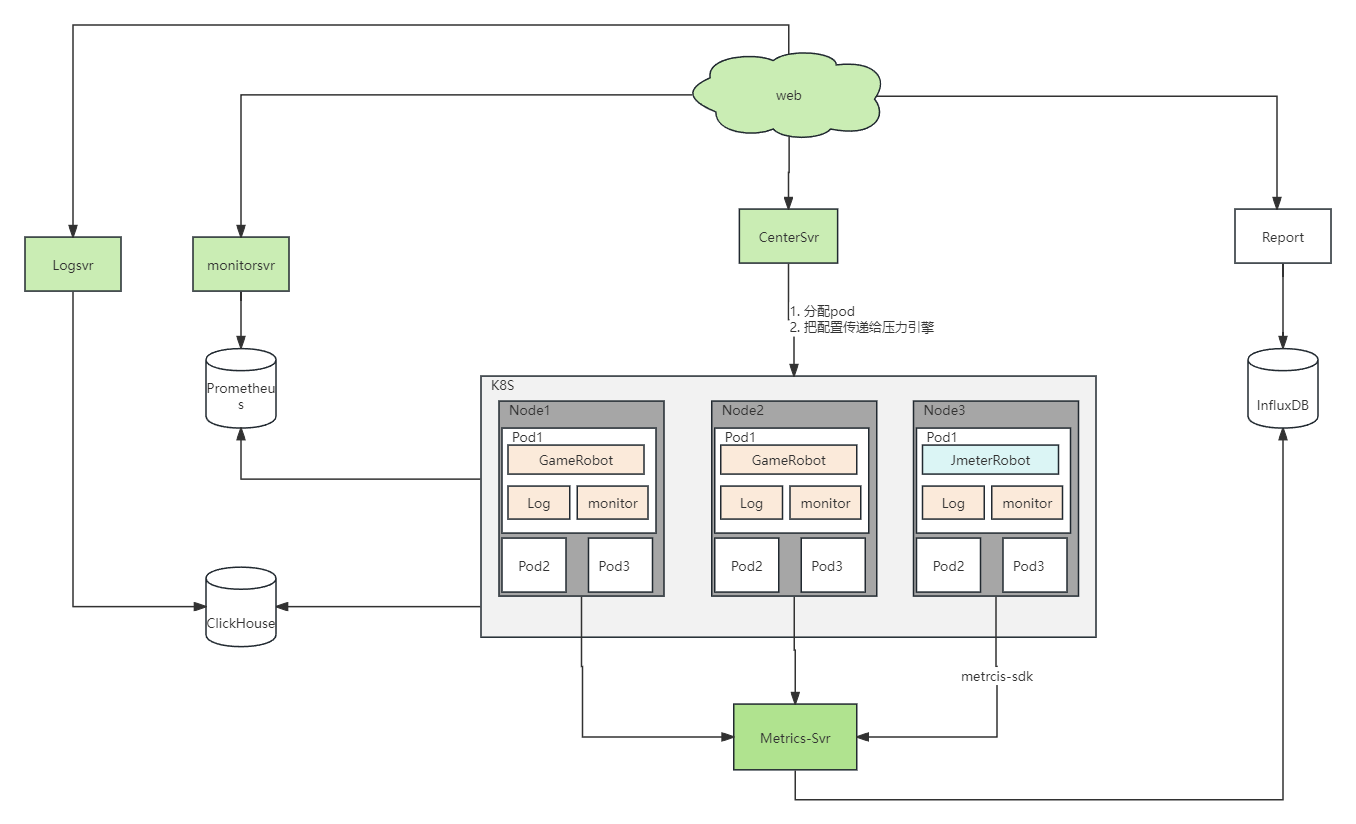 web
Logsvr
monitorsvr
CenterSvr
Report
1. 分配pod
2. 把配置传递给压力引擎
Prometheu
s
InfluxDB
ClickHouse
K8S
Node1
Pod1
GameRobot
Log
monitor
Pod2
Pod3
Node2
Pod1
GameRobot
Log
monitor
Pod2
Pod3
Node3
Pod1
JmeterRobot
Log
monitor
Pod2
Pod3
metrcis-sdk
Metrics-Svr